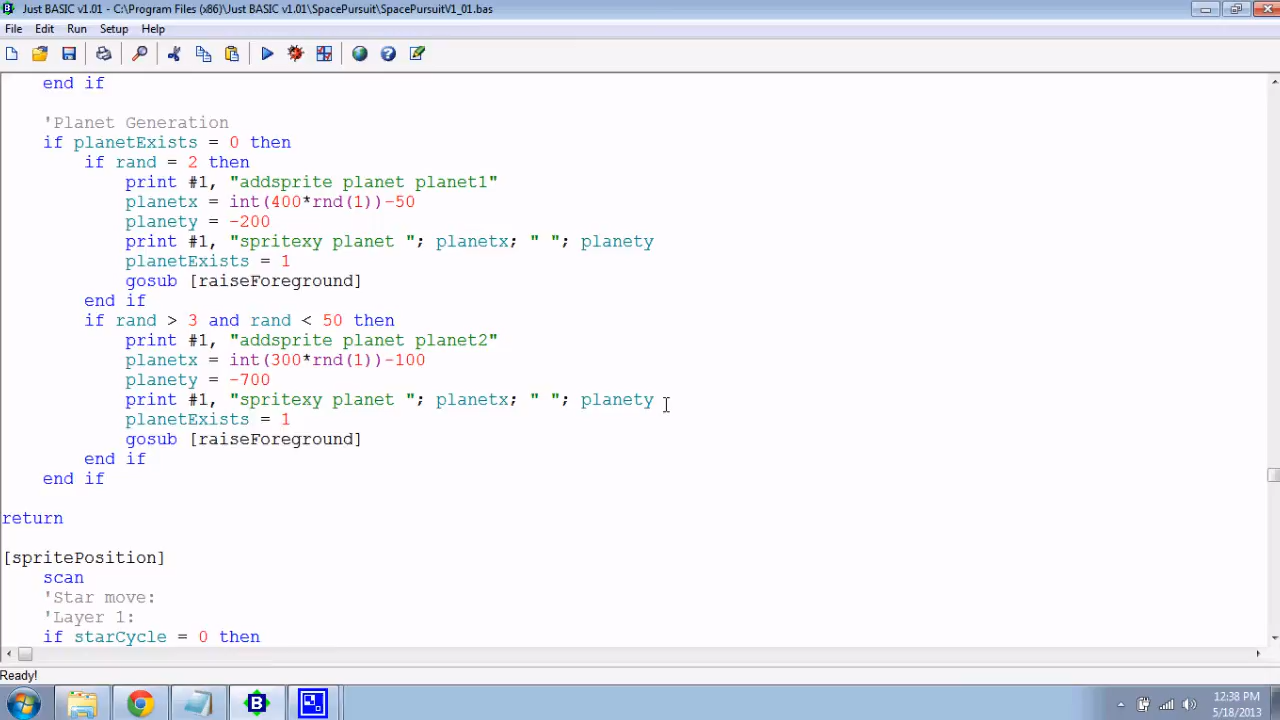 Just BASIC v1.01 - C:\Program Files (x86)\Just BASIC v1.01\SpacePursuit\SpacePursuitV1_01.bas
File Edit Run Setup Help
end if
'Planet Generation
if planetExists = 0 then
if rand = 2 then
print #1, "addsprite planet planet1"
planetx = int(400*rnd(1))-50
planety = -200
print #1, "spritexy planet "; planetx; " "; planety
planetExists = 1
gosub [raiseForeground]
end if
if rand > 3 and rand < 50 then
print #1, "addsprite planet planet2"
planetx = int(300*rnd(1))-100
planety = -700
print #1, "spritexy planet "; planetx; " "; planety
planetExists = 1
gosub [raiseForeground]
end if
end if
return
[spritePosition]
scan
'Star move:
'Layer 1:
if starCycle = 0 then
Ready!
B
12:38 PM
5/18/2013